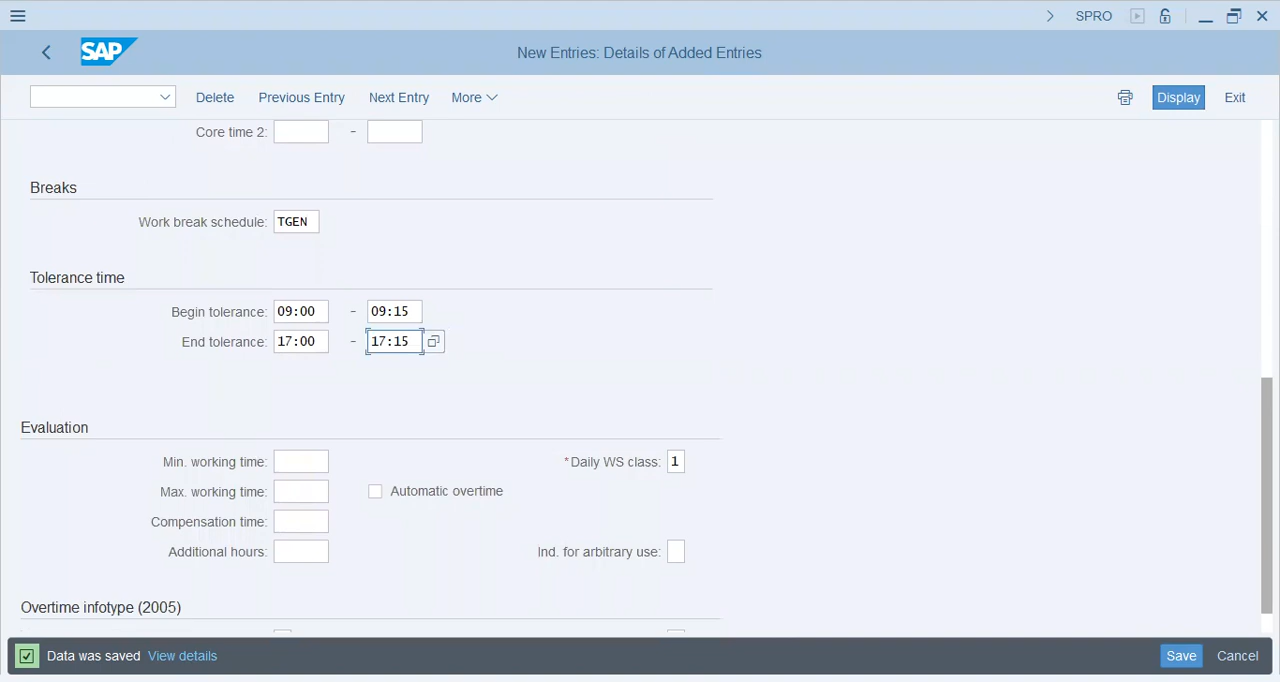 SPRO
SAP
New Entries: Details of Added Entries
Delete Previous Entry Next Entry More Display Exit
Core time 2: -
Breaks
Work break schedule: TGEN
Tolerance time
Begin tolerance: 09:00 - 09:15
End tolerance: 17:00 - 17:15
Evaluation
Min. working time: *Daily WS class: 1
Max. working time: Automatic overtime
Compensation time:
Additional hours: Ind. for arbitrary use:
Overtime infotype (2005)
Data was saved View details Save Cancel